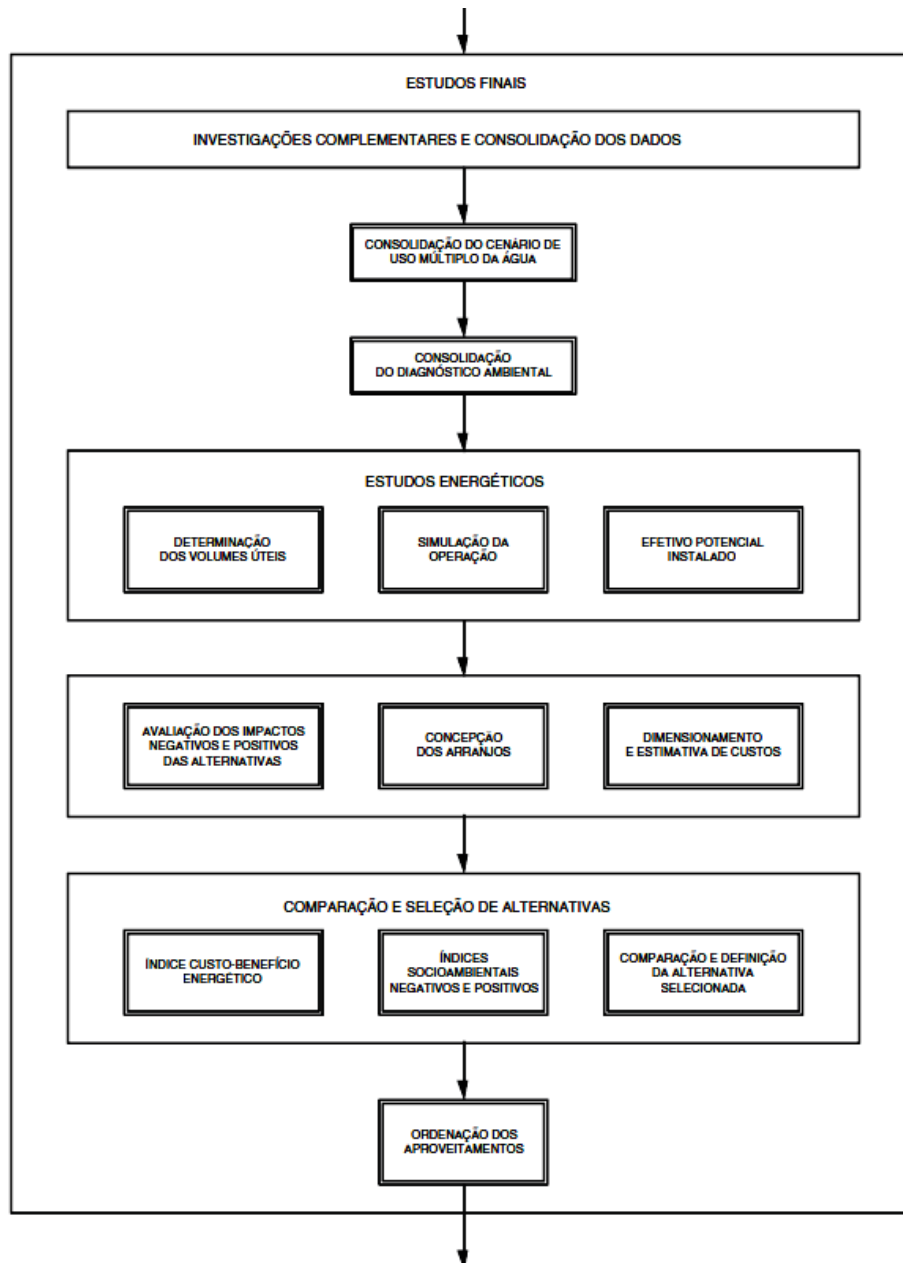 ESTUDOS FINAIS
INVESTIGAÇÕES COMPLEMENTARES E CONSOLIDAÇÃO DOS DADOS
CONSOLIDAÇÃO DO CENÁRIO DE
USO MÚLTIPLO DA ÁGUA
CONSOLIDAÇÃO
DO DIAGNÓSTICO AMBIENTAL
ESTUDOS ENERGÉTICOS
DETERMINAÇÃO
DOS VOLUMES ÚTEIS
SIMULAÇÃO DA
OPERAÇÃO
EFETIVO POTENCIAL
INSTALADO
AVALIAÇÃO DOS IMPACTOS
NEGATIVOS E POSITIVOS
DAS ALTERNATIVAS
CONCEPÇÃO
DOS ARRANJOS
DIMENSIONAMENTO
E ESTIMATIVA DE CUSTOS
COMPARAÇÃO E SELEÇÃO DE ALTERNATIVAS
ÍNDICE CUSTO-BENEFÍCIO
ENERGÉTICO
ÍNDICES
SOCIOAMBIENTAIS
NEGATIVOS E POSITIVOS
COMPARAÇÃO E DEFINIÇÃO
DA ALTERNATIVA
SELECIONADA
ORDENAÇÃO DOS
APROVEITAMENTOS